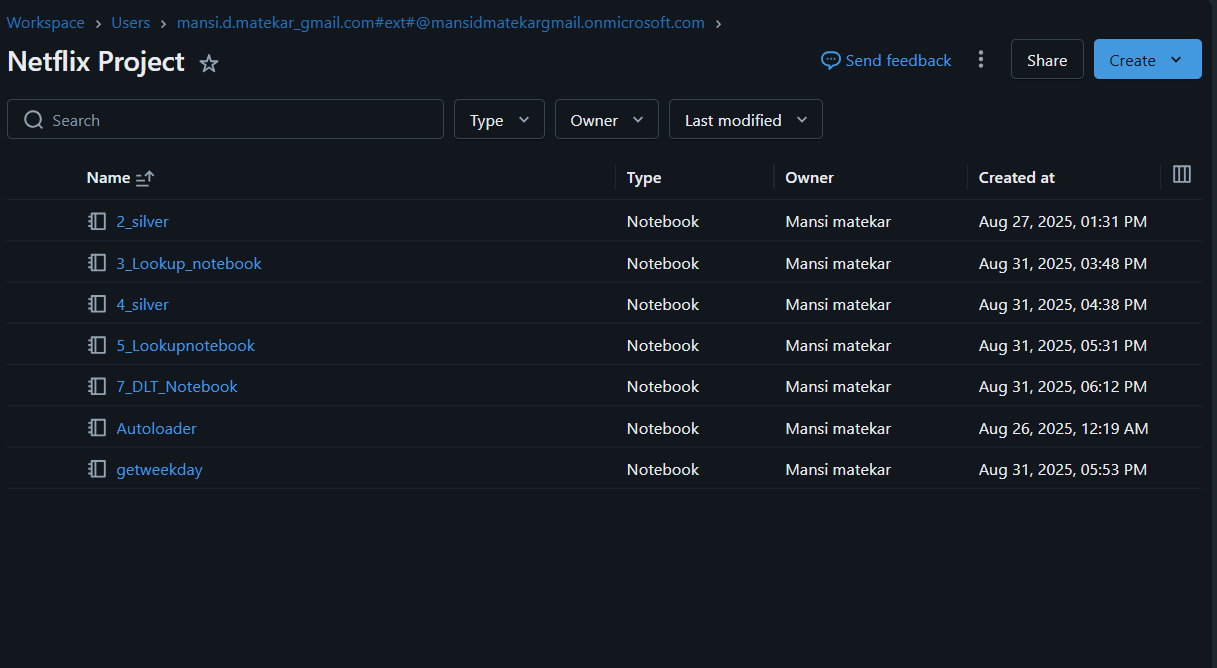 Workspace > Users > mansi.d.matekar_gmail.com#ext#@mansidmatekargmail.onmicrosoft.com >
Netflix Project Send feedback Share Create
Search Type Owner Last modified
Name Type Owner Created at
2_silver Notebook Mansi matekar Aug 27, 2025, 01:31 PM
3_Lookup_notebook Notebook Mansi matekar Aug 31, 2025, 03:48 PM
4_silver Notebook Mansi matekar Aug 31, 2025, 04:38 PM
5_Lookupnotebook Notebook Mansi matekar Aug 31, 2025, 05:31 PM
7_DLT_Notebook Notebook Mansi matekar Aug 31, 2025, 06:12 PM
Autoloader Notebook Mansi matekar Aug 26, 2025, 12:19 AM
getweekday Notebook Mansi matekar Aug 31, 2025, 05:53 PM